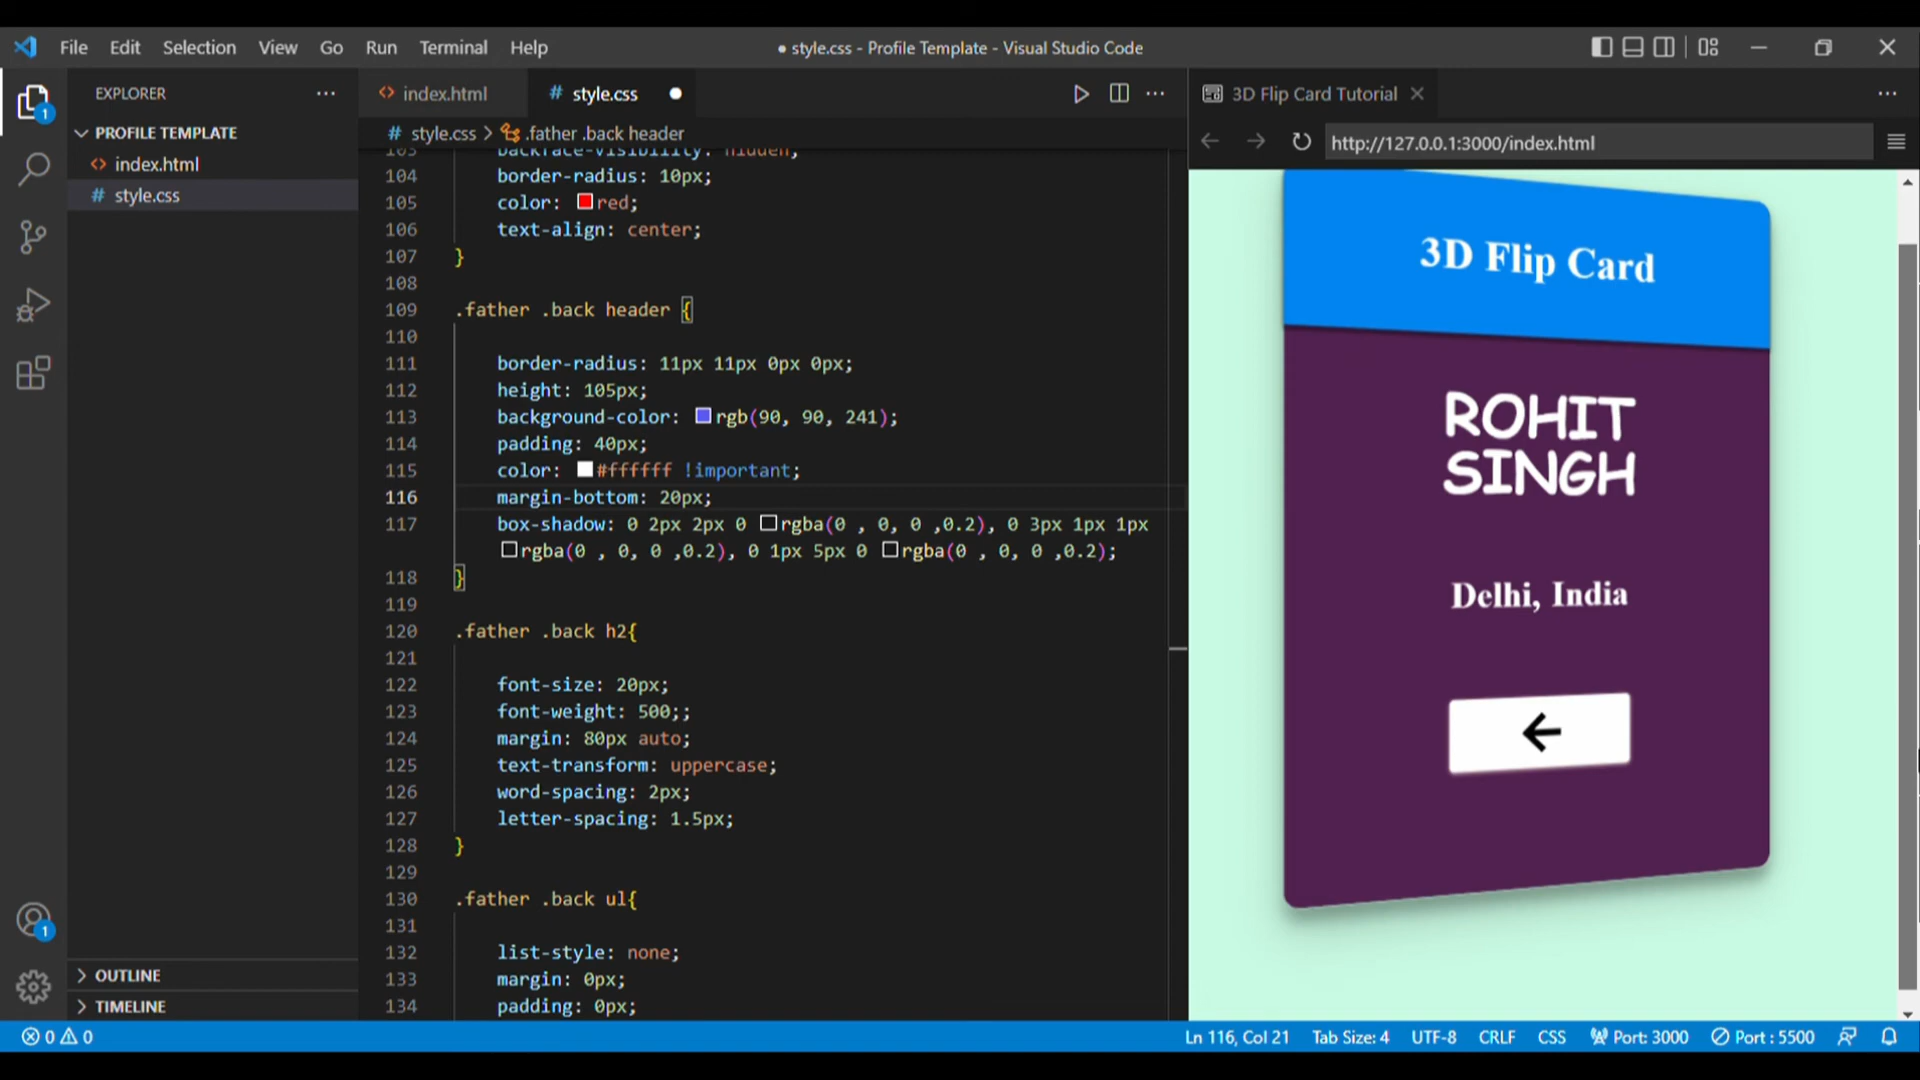 File Edit Selection View Go Run Terminal Help
● style.css - Profile Template - Visual Studio Code
EXPLORER
PROFILE TEMPLATE
index.html
# style.css
1
1
OUTLINE
TIMELINE
index.html
# style.css
# style.css > .father .back header
103 backface-visibility: hidden;
104 border-radius: 10px;
105 color: red;
106 text-align: center;
107 }
108
109 .father .back header {
110
111 border-radius: 11px 11px 0px 0px;
112 height: 105px;
113 background-color: rgb(90, 90, 241);
114 padding: 40px;
115 color: #ffffff !important;
116 margin-bottom: 20px;
117 box-shadow: 0 2px 2px 0 rgba(0 , 0, 0 ,0.2), 0 3px 1px 1px
rgba(0 , 0, 0 ,0.2), 0 1px 5px 0 rgba(0 , 0, 0 ,0.2);
118 }
119
120 .father .back h2{
121
122 font-size: 20px;
123 font-weight: 500;;
124 margin: 80px auto;
125 text-transform: uppercase;
126 word-spacing: 2px;
127 letter-spacing: 1.5px;
128 }
129
130 .father .back ul{
131
132 list-style: none;
133 margin: 0px;
134 padding: 0px;
3D Flip Card Tutorial
http://127.0.0.1:3000/index.html
3D Flip Card
ROHIT
SINGH
Delhi, India
0 0
Ln 116, Col 21 Tab Size: 4 UTF-8 CRLF CSS Port: 3000 Port : 5500